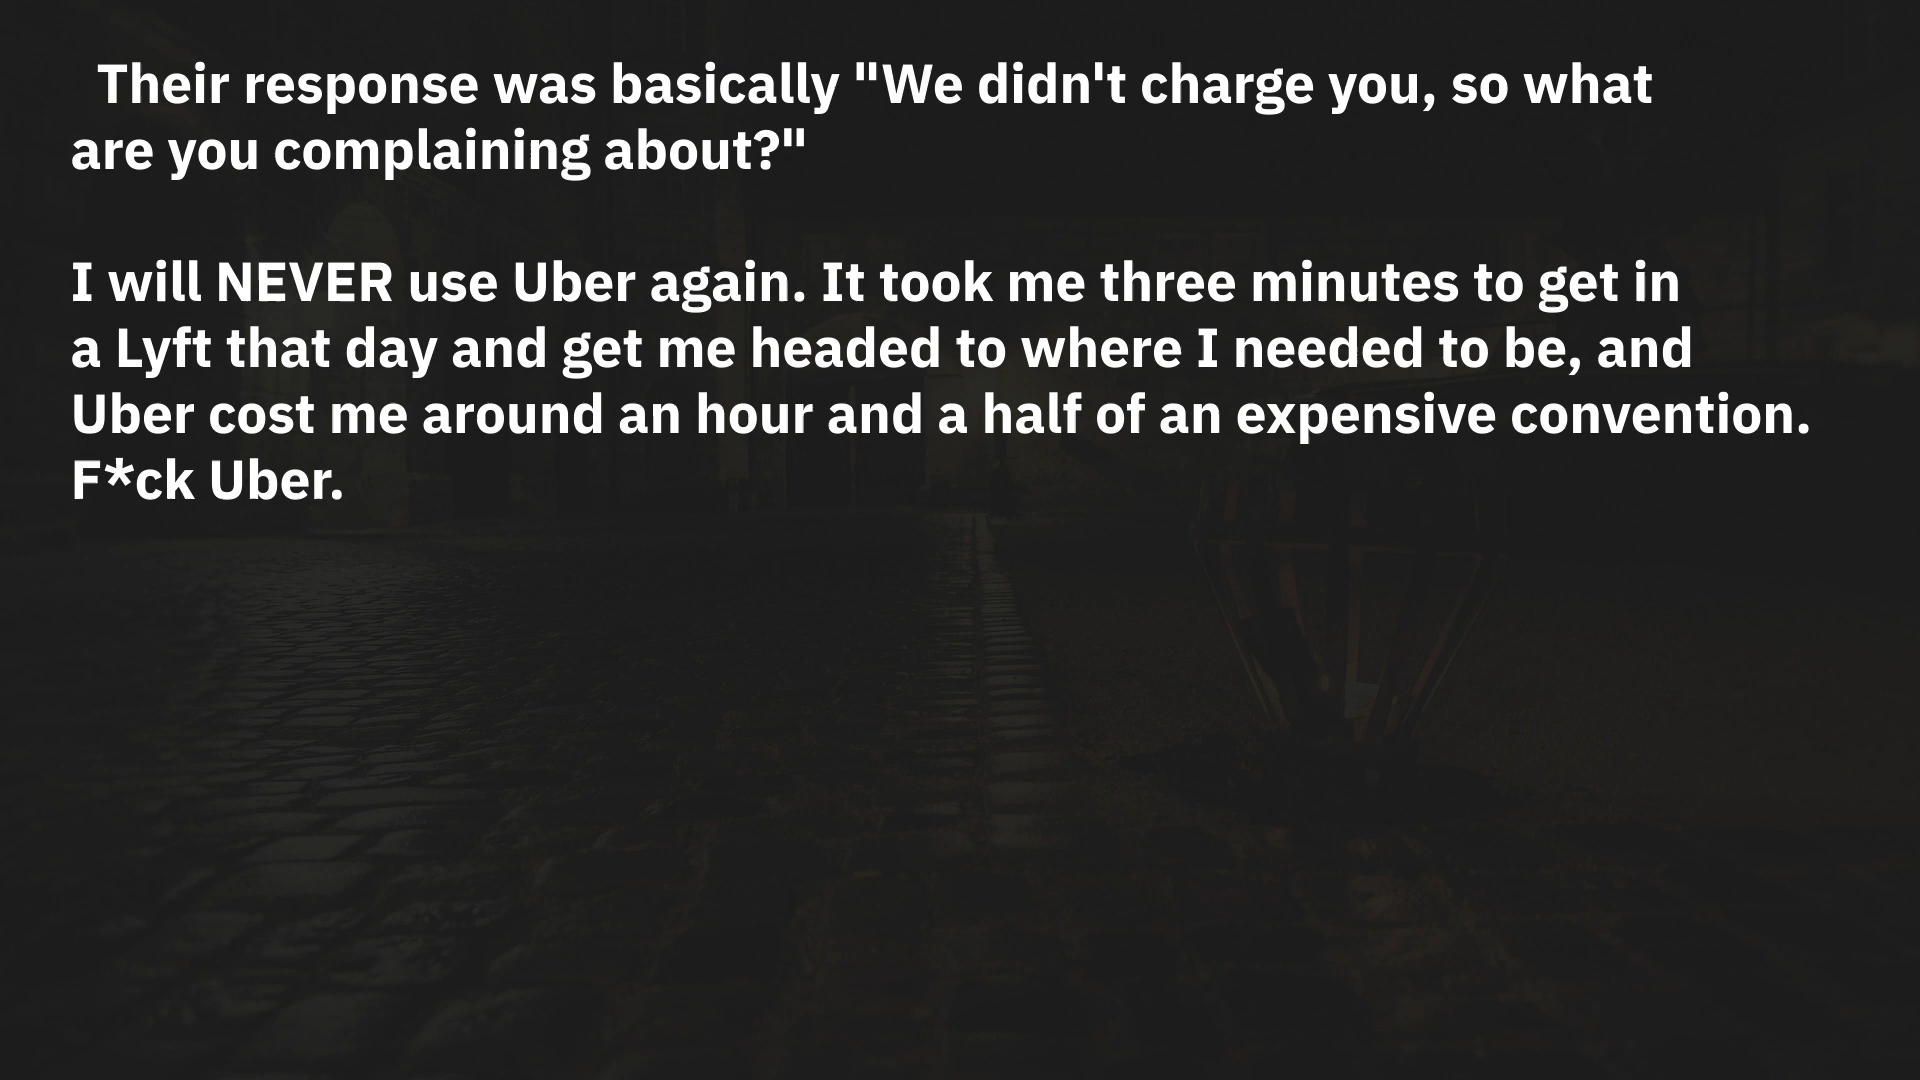 Their response was basically "We didn't charge you, so what
are you complaining about?"
I will NEVER use Uber again. It took me three minutes to get in
a Lyft that day and get me headed to where I needed to be, and
Uber cost me around an hour and a half of an expensive convention.
F*ck Uber.